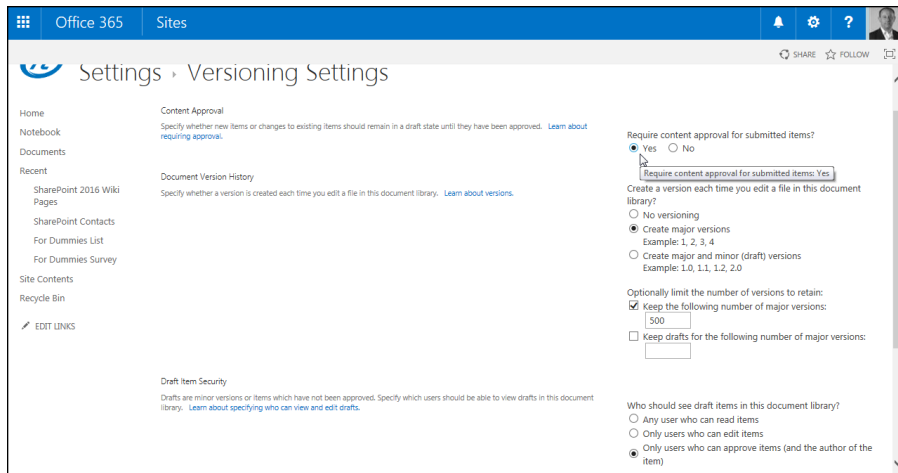 Office 365
Sites
?
SHARE
FOLLOW
Settings › Versioning Settings
Home
Notebook
Documents
Recent
SharePoint 2016 Wiki
Pages
SharePoint Contacts
For Dummies List
For Dummies Survey
Site Contents
Recycle Bin
EDIT LINKS
Content Approval
Specify whether new items or changes to existing items should remain in a draft state until they have been approved. Learn about
requiring approval.
Require content approval for submitted items?
Yes No
Require content approval for submitted items: Yes
Document Version History
Specify whether a version is created each time you edit a file in this document library. Learn about versions.
Create a version each time you edit a file in this document
library?
No versioning
Create major versions
Example: 1, 2, 3, 4
Create major and minor (draft) versions
Example: 1.0, 1.1, 1.2, 2.0
Optionally limit the number of versions to retain:
Keep the following number of major versions:
500
Keep drafts for the following number of major versions:
Draft Item Security
Drafts are minor versions or items which have not been approved. Specify which users should be able to view drafts in this document
library. Learn about specifying who can view and edit drafts.
Who should see draft items in this document library?
Any user who can read items
Only users who can edit items
Only users who can approve items (and the author of the
item)